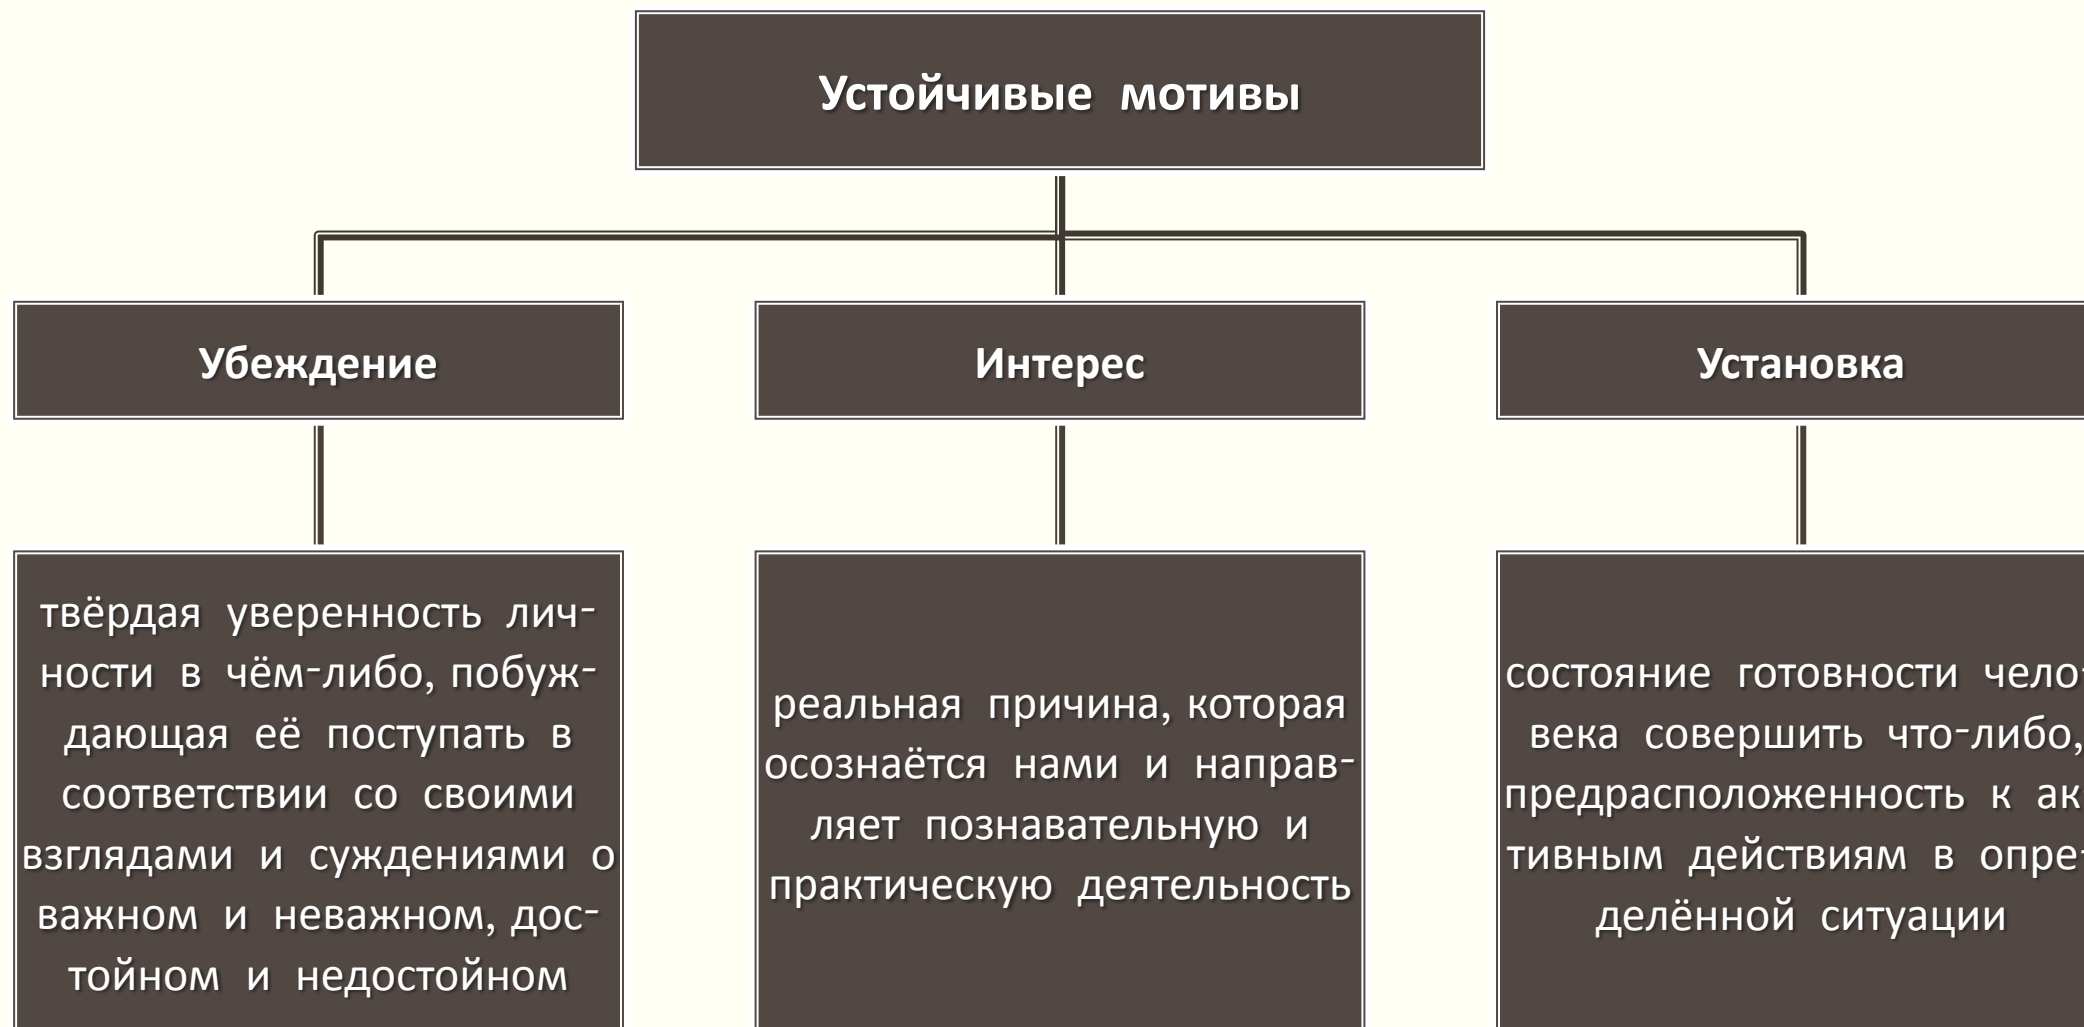 Устойчивые мотивы
Убеждение
Интерес
Установка
твёрдая уверенность лич-
ности в чём-либо, побуж-
дающая её поступать в
соответствии со своими
взглядами и суждениями о
важном и неважном, дос-
тойном и недостойном
реальная причина, которая
осознаётся нами и направ-
ляет познавательную и
практическую деятельность
состояние готовности чело-
века совершить что-либо,
предрасположенность к ак
тивным действиям в опре-
делённой ситуации